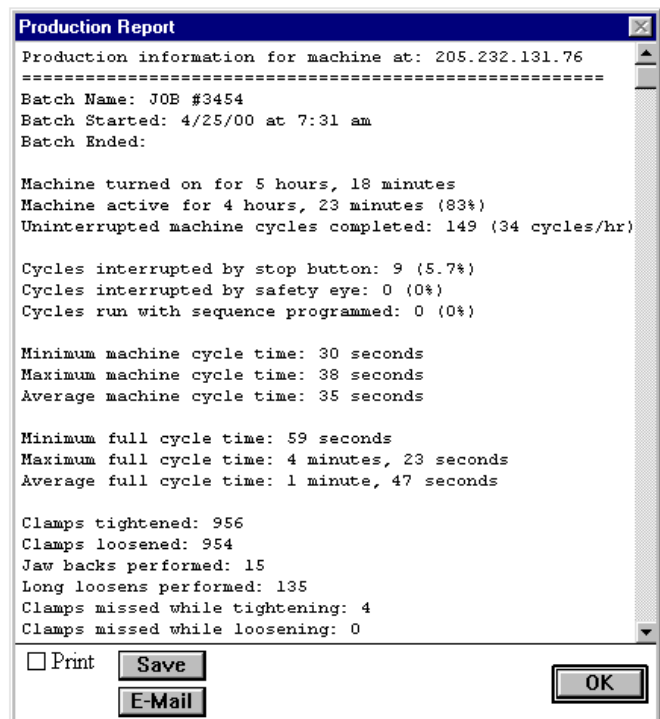 Production Report
Production information for machine at: 205.232.131.76
=======================================================
Batch Name: JOB #3454
Batch Started: 4/25/00 at 7:31 am
Batch Ended:
Machine turned on for 5 hours, 18 minutes
Machine active for 4 hours, 23 minutes (83%)
Uninterrupted machine cycles completed: 149 (34 cycles/hr)
Cycles interrupted by stop button: 9 (5.7%)
Cycles interrupted by safety eye: 0 (0%)
Cycles run with sequence programmed: 0 (0%)
Minimum machine cycle time: 30 seconds
Maximum machine cycle time: 38 seconds
Average machine cycle time: 35 seconds
Minimum full cycle time: 59 seconds
Maximum full cycle time: 4 minutes, 23 seconds
Average full cycle time: 1 minute, 47 seconds
Clamps tightened: 956
Clamps loosened: 954
Jaw backs performed: 15
Long loosens performed: 135
Clamps missed while tightening: 4
Clamps missed while loosening: 0
Print
Save
E-Mail
OK